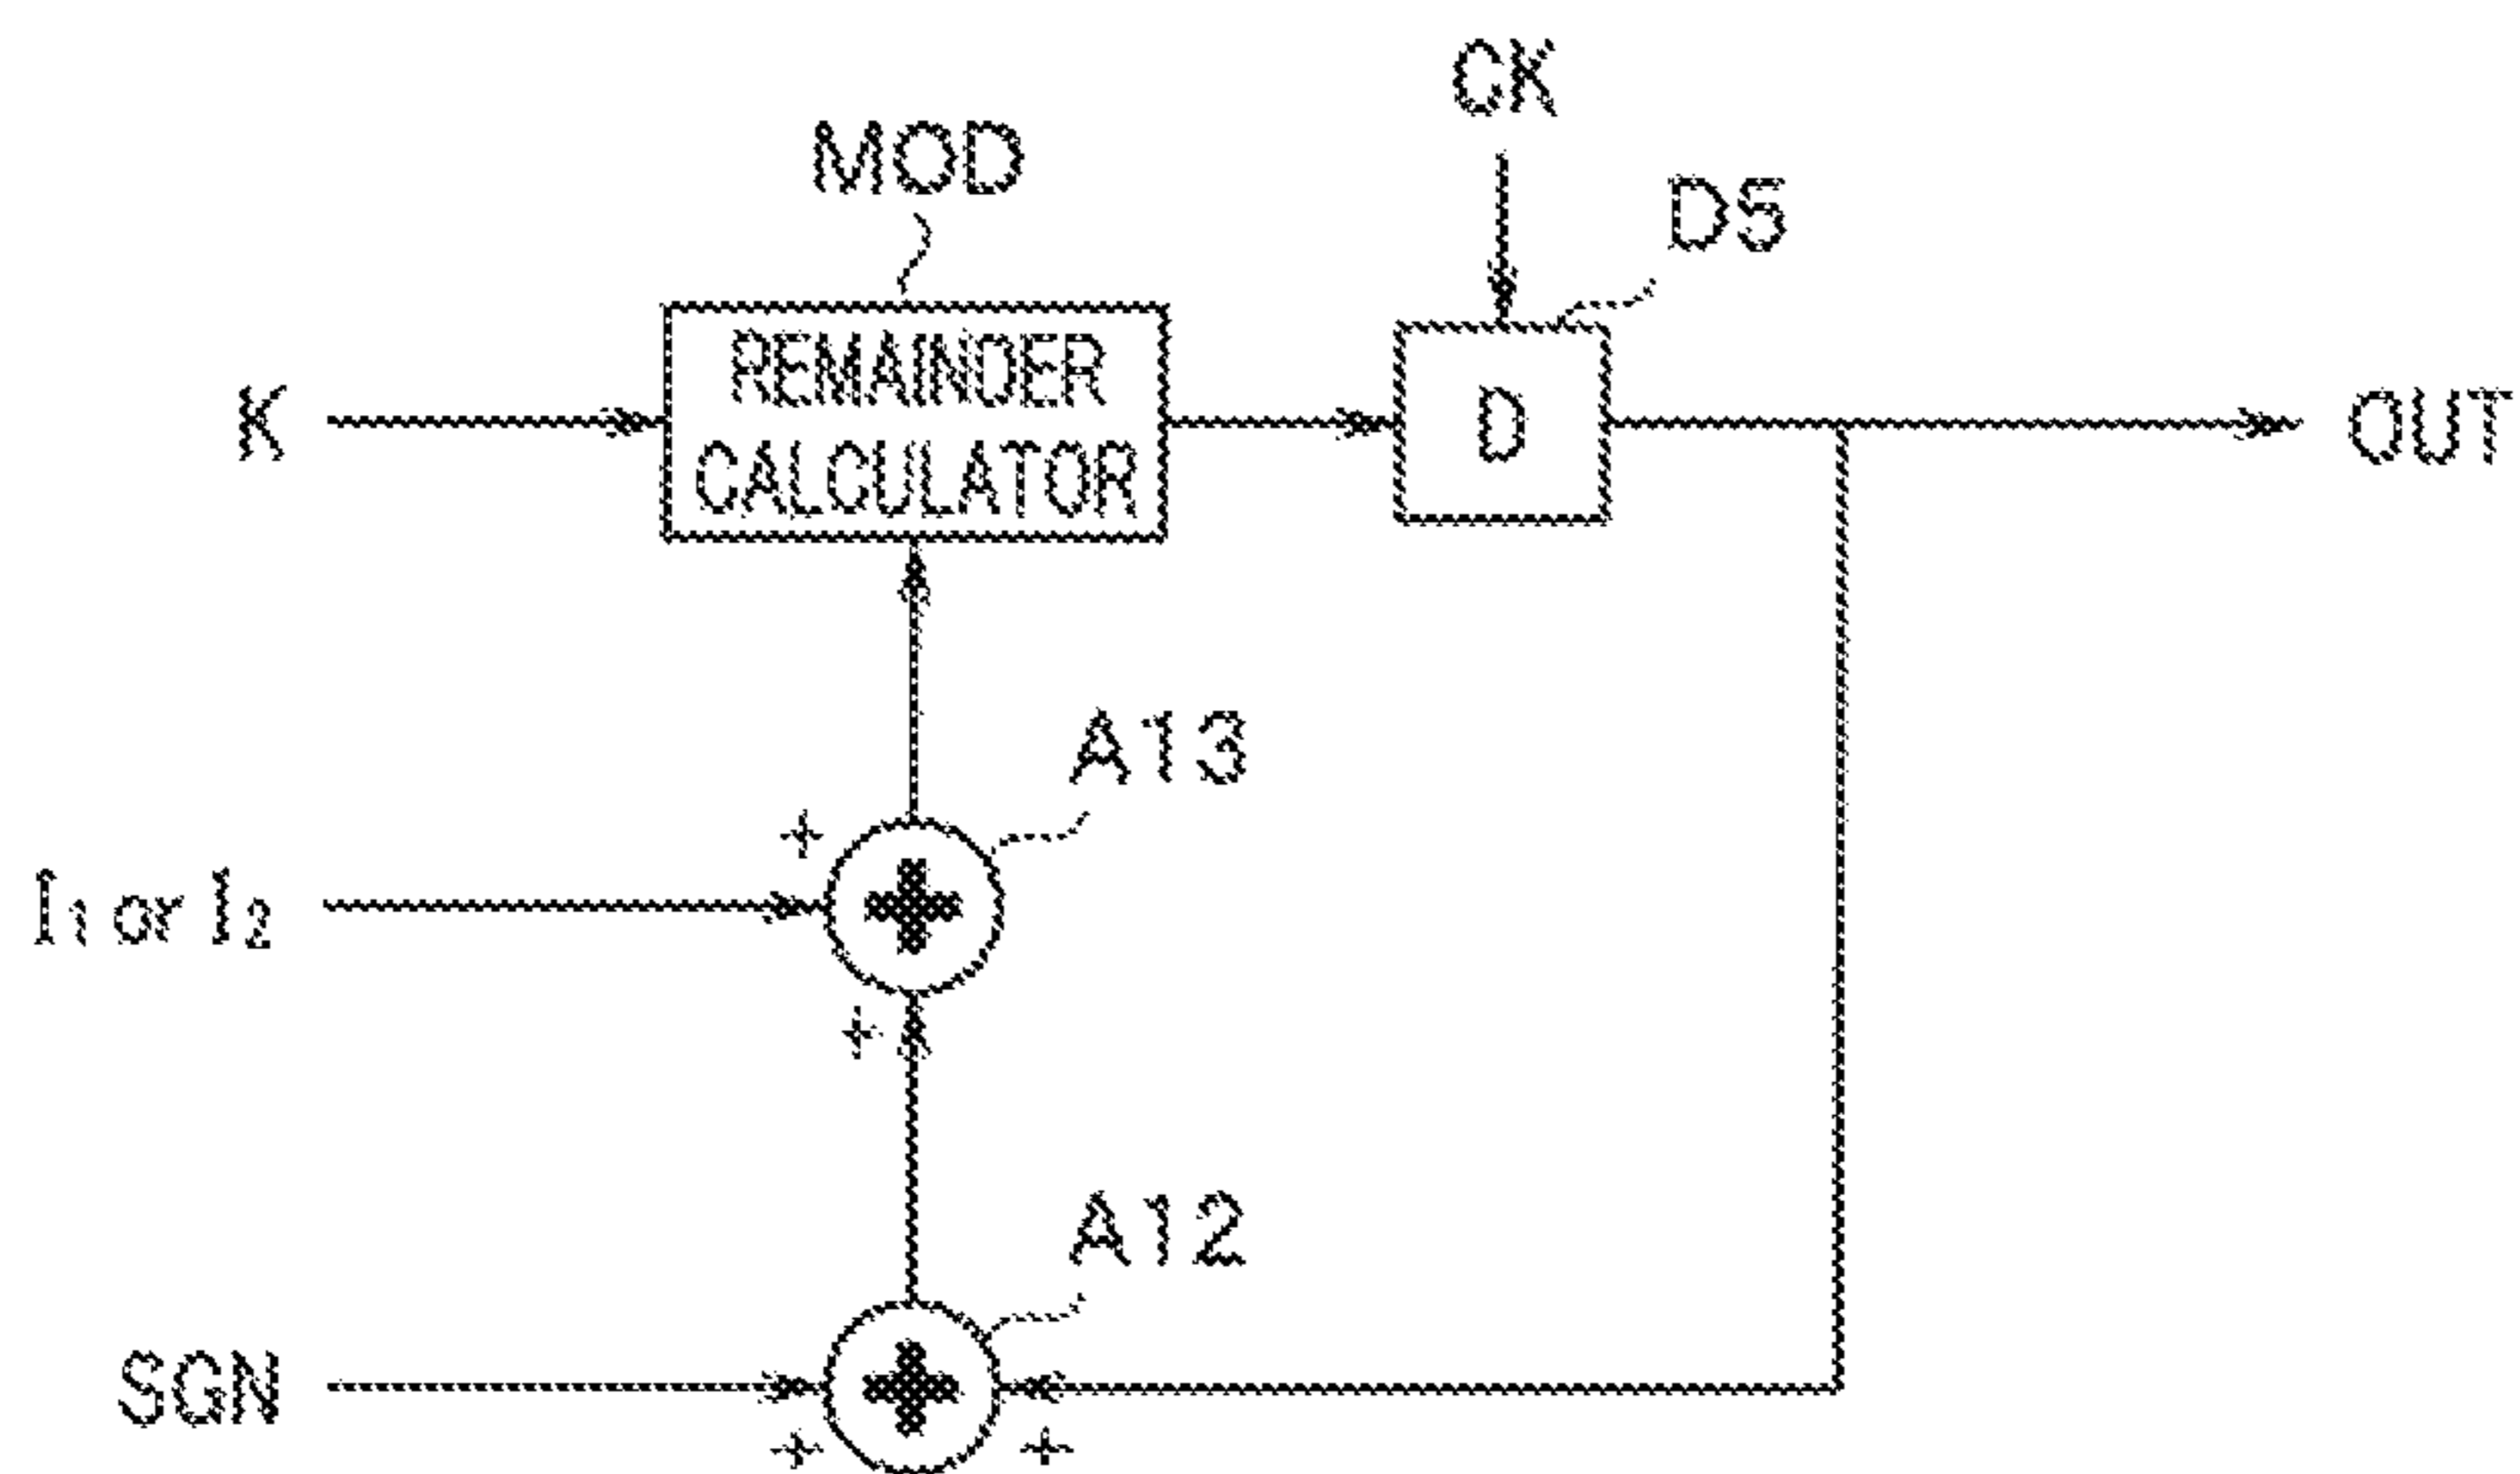 CK
MOD
D5
REMAINDER
CALCULATOR
K
D
OUT
A13
+
I1 or I2
+
+
A12
SGN
+
+
+